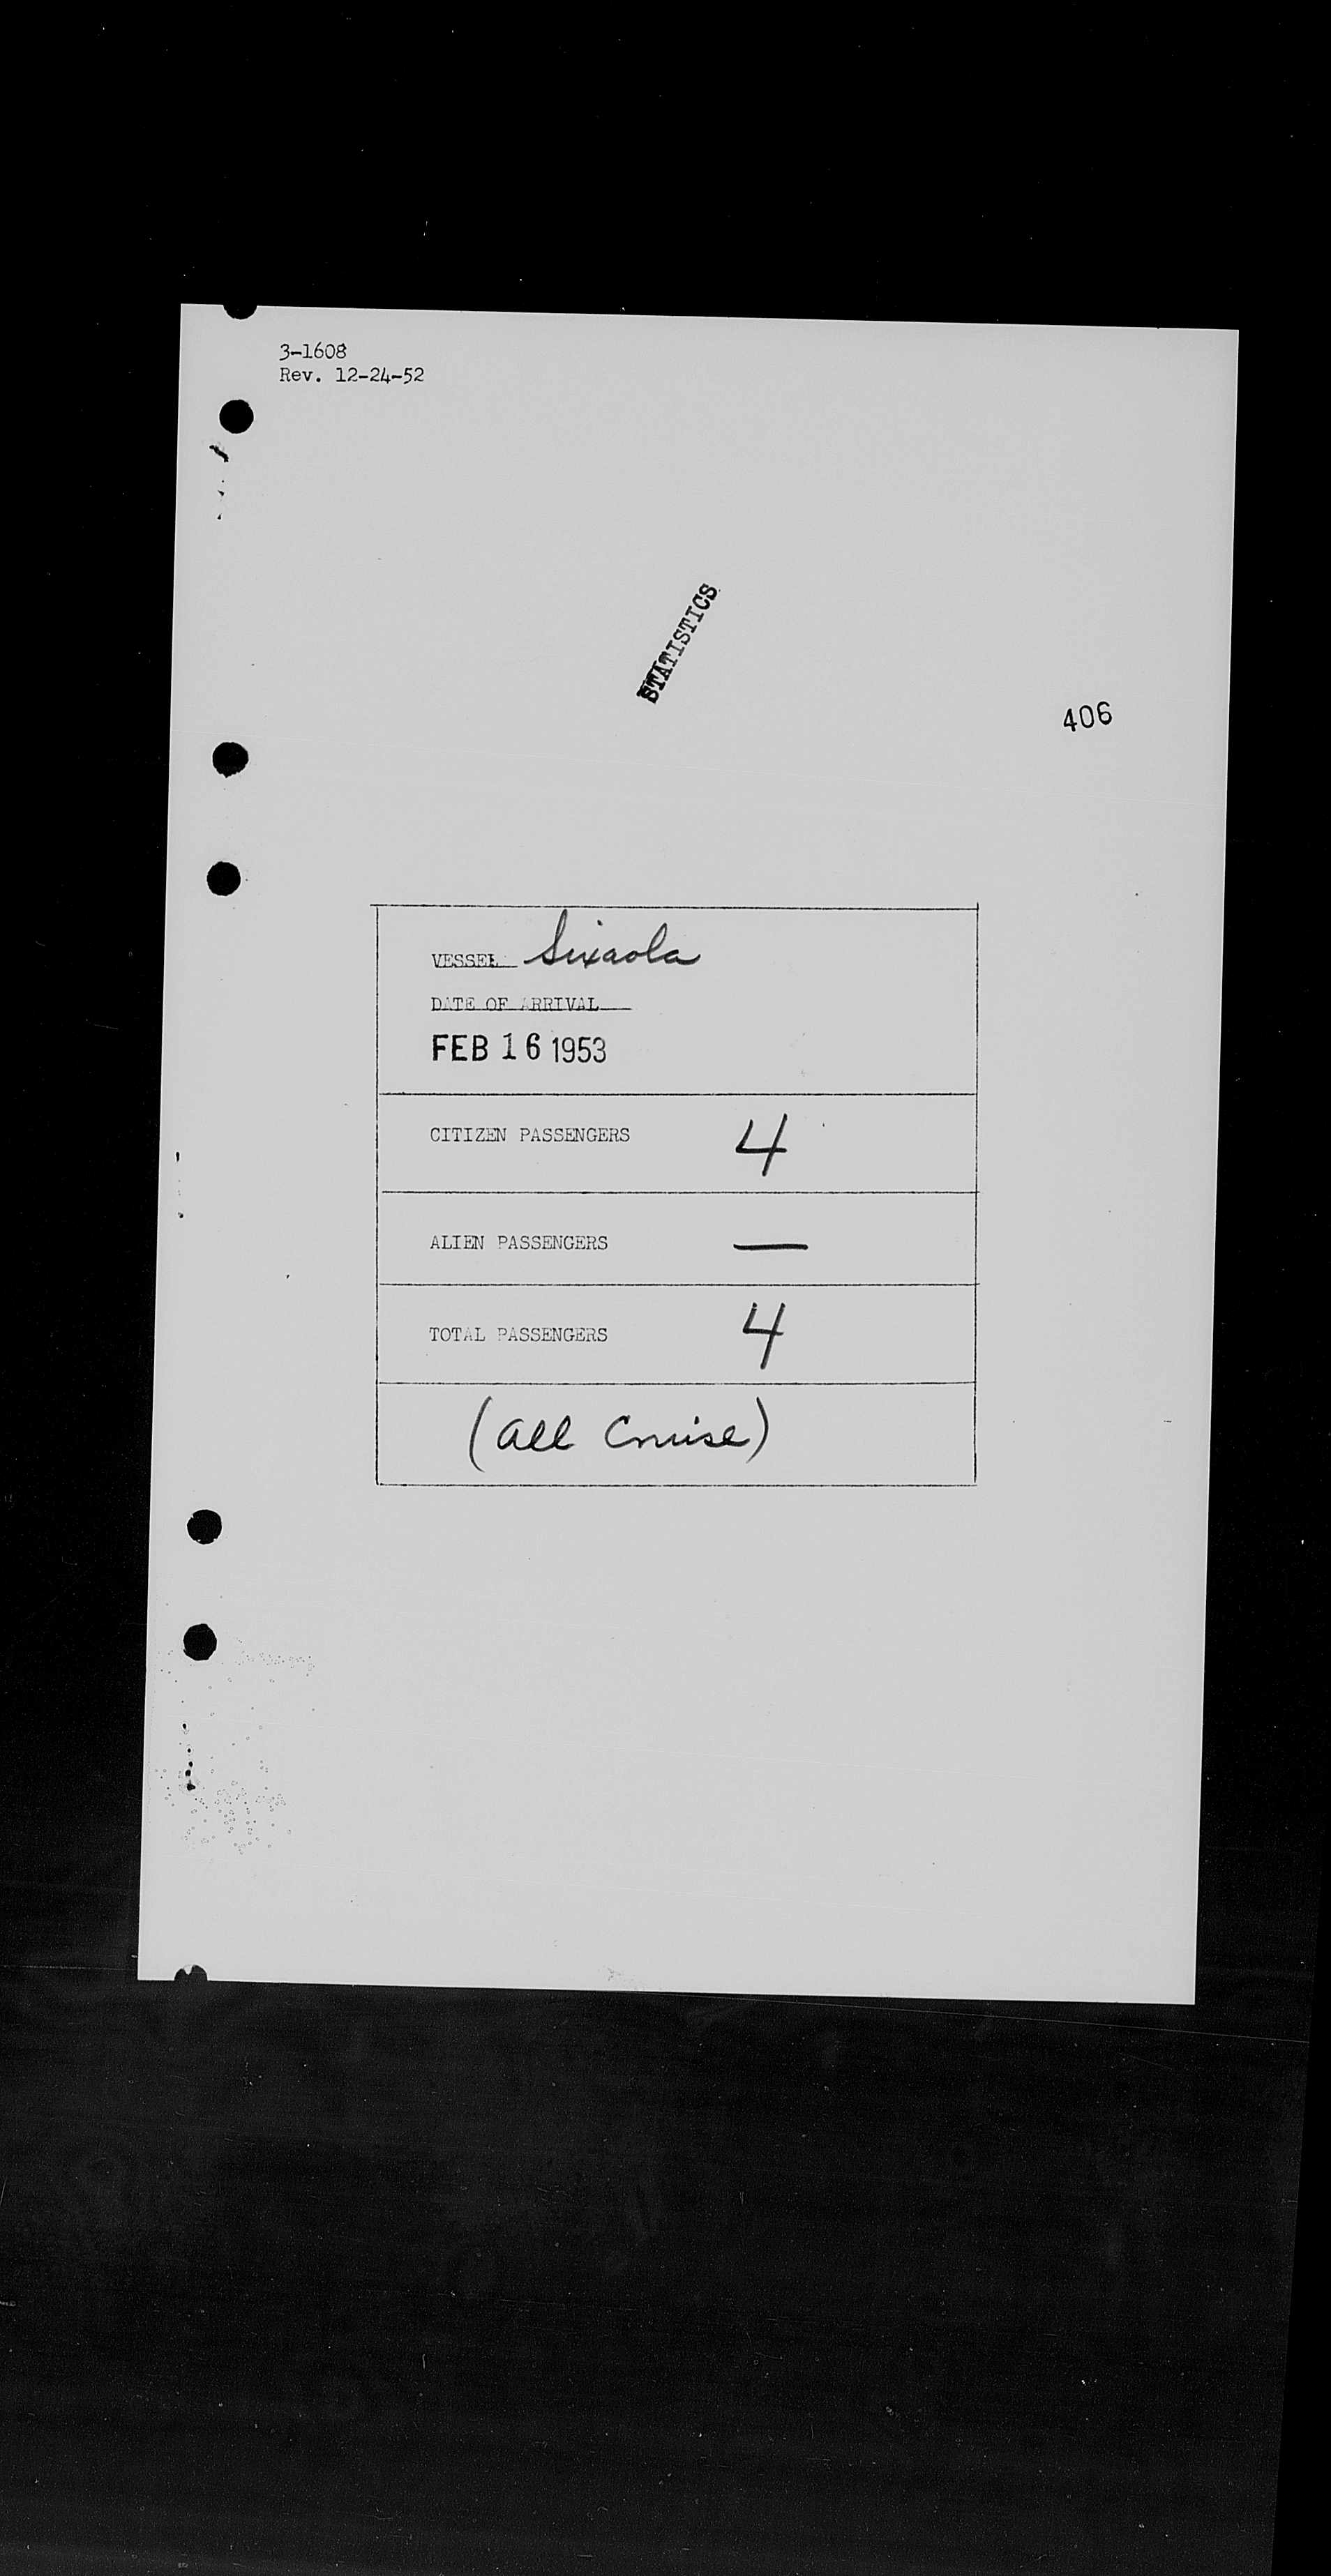 3-1608
Rev. 12-24-52
STATISTICS
406
VESSEL Sixaola
DATE OF ARRIVAL
FEB 16 1953
CITIZEN PASSENGERS 4
ALIEN PASSENGERS —
TOTAL PASSENGERS 4
(all Cruise)